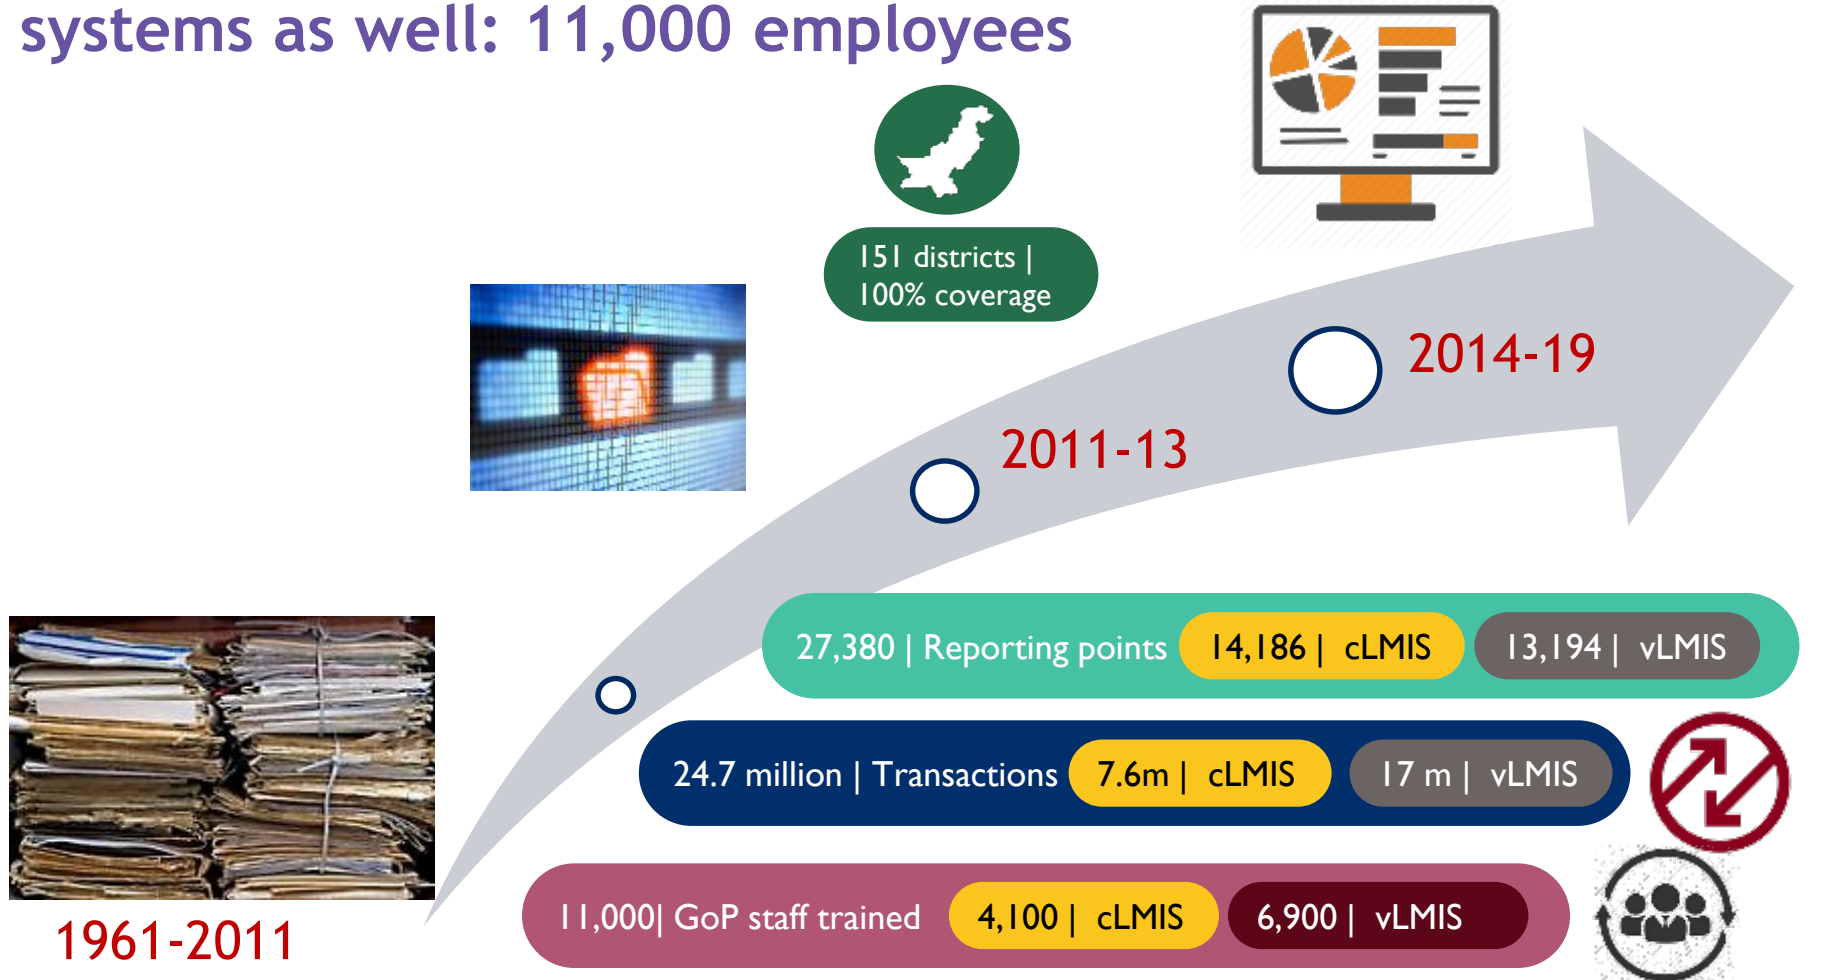 systems as well: 11,000 employees
151 districts |
100% coverage
2014-19
2011-13
27,380 | Reporting points 14,186 | cLMIS 13,194 | vLMIS
24.7 million | Transactions 7.6m | cLMIS 17 m | vLMIS
11,000| GoP staff trained 4,100 | cLMIS 6,900 | vLMIS
1961-2011